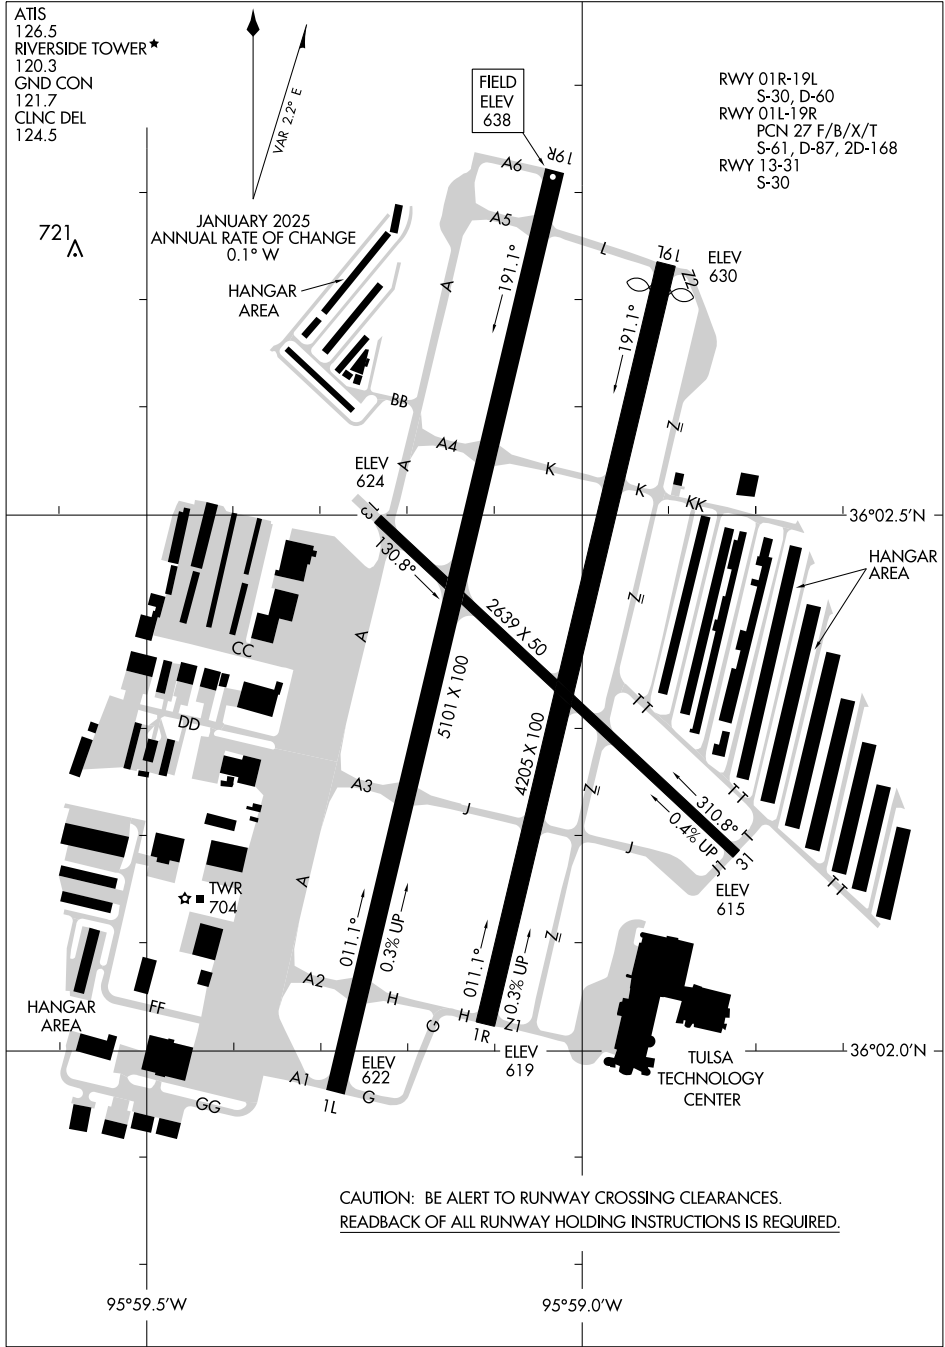 ATIS
126.5
RIVERSIDE TOWER★
120.3
GND CON
121.7
CLNC DEL
124.5
VAR 2.2° E
JANUARY 2025
ANNUAL RATE OF CHANGE
0.1° W
FIELD
ELEV
638
RWY 01R-19L
S-30, D-60
RWY 01L-19R
PCN 27 F/B/X/T
S-61, D-87, 2D-168
RWY 13-31
S-30
721
HANGAR
AREA
A6
19R
A5
L
19L
Z2
ELEV
630
A
191.1°
191.1°
BB
A4
K
K
KK
Z
A
ELEV
624
13
130.8°
36°02.5'N
HANGAR
AREA
2639 X 50
Z
A
CC
DD
5101 X 100
4205 X 100
TT
A3
J
Z
TT
310.8°
0.4% UP
T
31
J
J1
ELEV
615
TT
A
TWR
704
011.1°
0.3% UP
011.1°
0.3% UP
Z
A2
H
G
H
1R
Z1
HANGAR
AREA
FF
ELEV
622
ELEV
619
36°02.0'N
TULSA
TECHNOLOGY
CENTER
A1
1L
G
GG
CAUTION: BE ALERT TO RUNWAY CROSSING CLEARANCES.
READBACK OF ALL RUNWAY HOLDING INSTRUCTIONS IS REQUIRED.
95°59.5'W
95°59.0'W